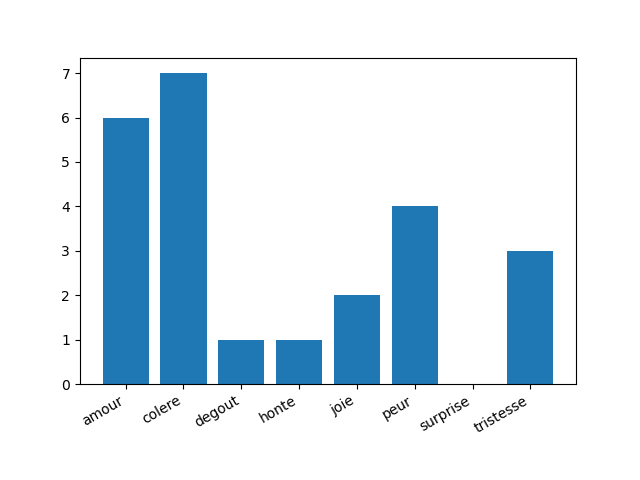 7
6
5
4
3
2
1
0
amour
colere
degout
honte
joie
peur
surprise
tristesse